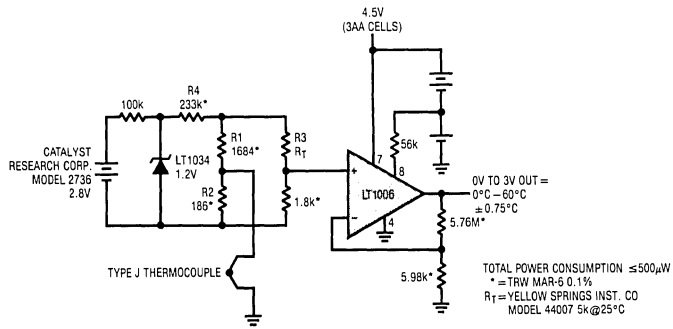 4.5V
(3AA CELLS)
R4
233k*
100k
CATALYST
RESEARCH CORP.
MODEL 2736
2.8V
LT1034
1.2V
R1
1684*
R2
186*
R3
RT
1.8k*
56k
7
8
+
LT1006
−
4
0V TO 3V OUT =
0°C – 60°C
±0.75°C
5.76M*
5.98k*
TYPE J THERMOCOUPLE
TOTAL POWER CONSUMPTION ≤500µW
* = TRW MAR-6 0.1%
RT = YELLOW SPRINGS INST. CO
MODEL 44007 5k@25°C